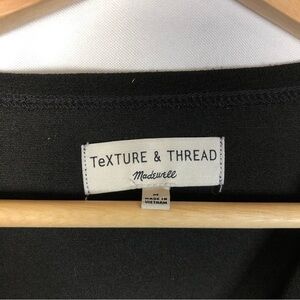 TeXTURE & THREAD
Madewell
M
MADE IN
VIETNAM